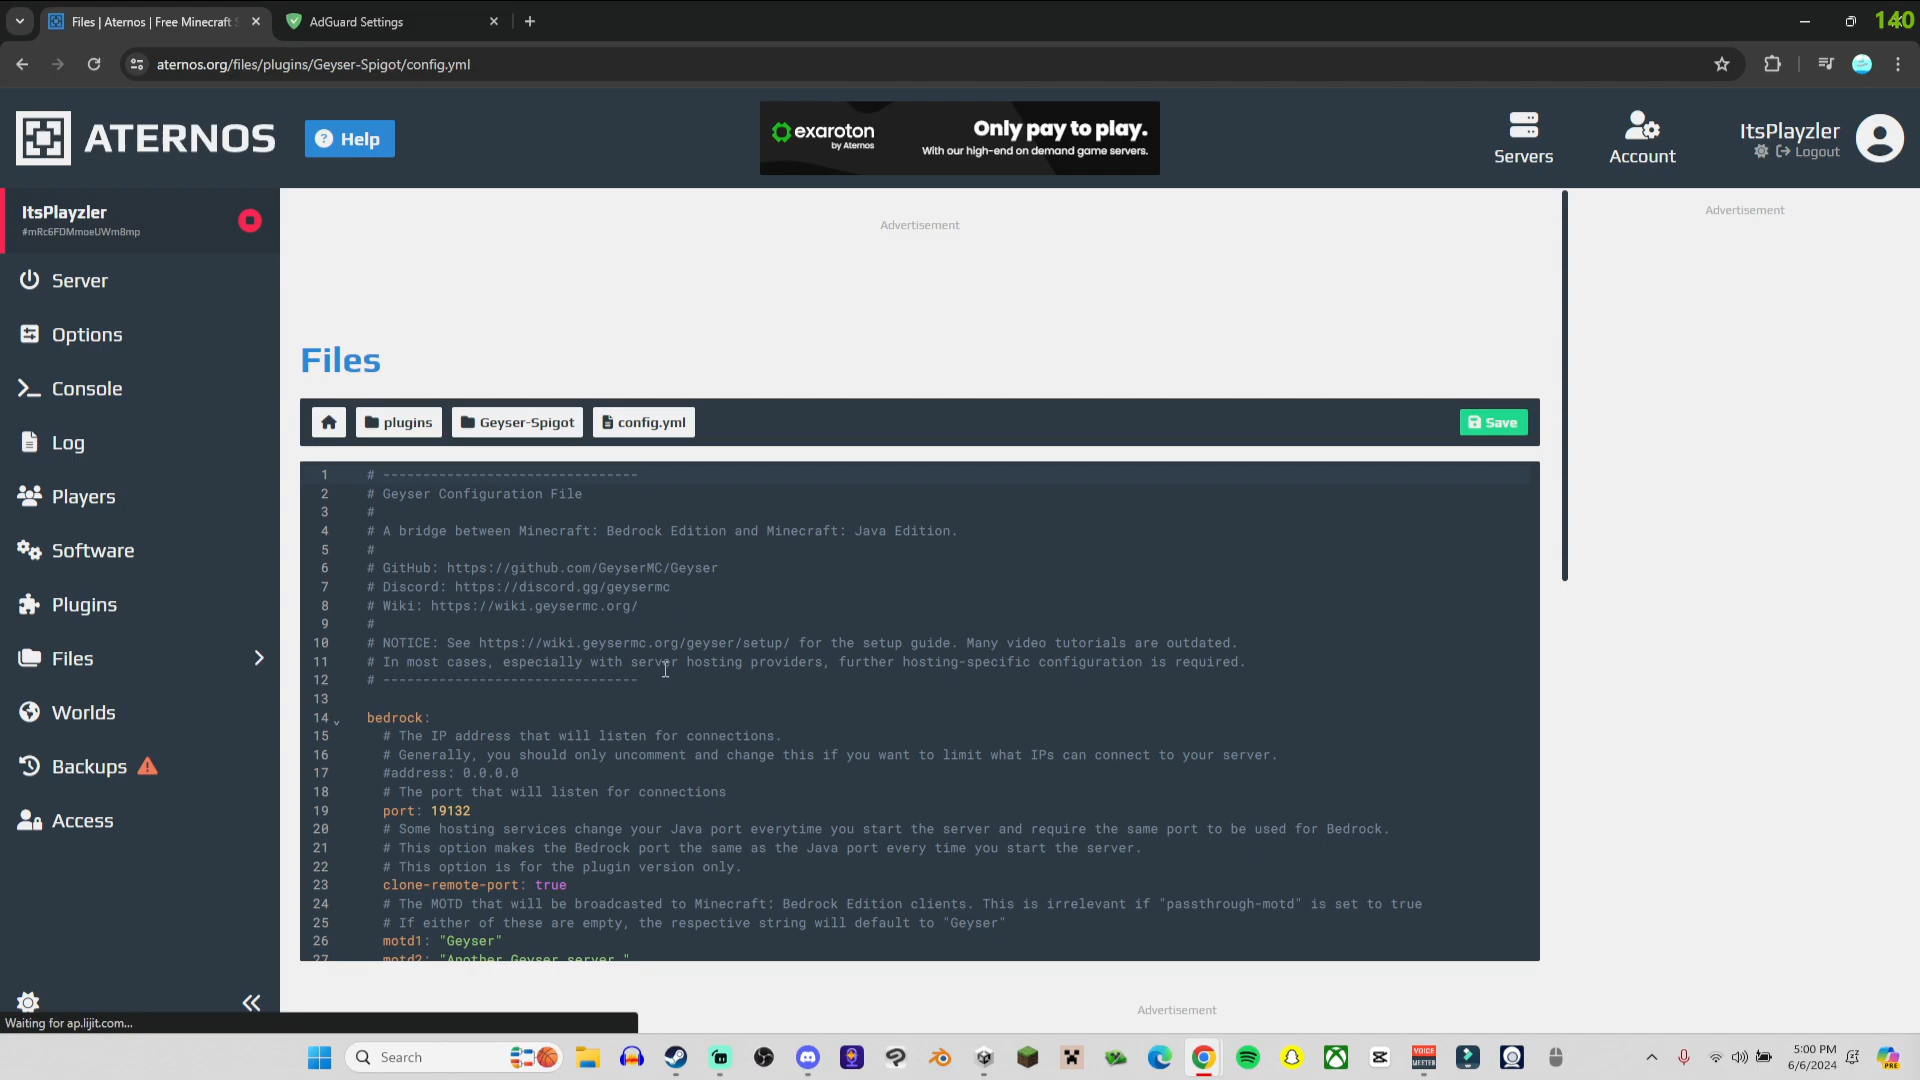 Files | Aternos | Free Minecraft S
AdGuard Settings
140
aternos.org/files/plugins/Geyser-Spigot/config.yml
ATERNOS
Help
exaroton
by Aternos
Only pay to play.
With our high-end on demand game servers.
Servers
Account
ItsPlayzler
Logout
ItsPlayzler
#mRc6FDMmoeUWm8mp
Server
Options
Console
Log
Players
Software
Plugins
Files
Worlds
Backups
Access
Advertisement
Advertisement
Files
plugins
Geyser-Spigot
config.yml
Save
1 # --------------------------------
2 # Geyser Configuration File
3 #
4 # A bridge between Minecraft: Bedrock Edition and Minecraft: Java Edition.
5 #
6 # GitHub: https://github.com/GeyserMC/Geyser
7 # Discord: https://discord.gg/geysermc
8 # Wiki: https://wiki.geysermc.org/
9 #
10 # NOTICE: See https://wiki.geysermc.org/geyser/setup/ for the setup guide. Many video tutorials are outdated.
11 # In most cases, especially with server hosting providers, further hosting-specific configuration is required.
12 # --------------------------------
13
14 bedrock:
15 # The IP address that will listen for connections.
16 # Generally, you should only uncomment and change this if you want to limit what IPs can connect to your server.
17 #address: 0.0.0.0
18 # The port that will listen for connections
19 port: 19132
20 # Some hosting services change your Java port everytime you start the server and require the same port to be used for Bedrock.
21 # This option makes the Bedrock port the same as the Java port every time you start the server.
22 # This option is for the plugin version only.
23 clone-remote-port: true
24 # The MOTD that will be broadcasted to Minecraft: Bedrock Edition clients. This is irrelevant if "passthrough-motd" is set to true
25 # If either of these are empty, the respective string will default to "Geyser"
26 motd1: "Geyser"
27 motd2: "Another Geyser server."
Advertisement
Waiting for ap.lijit.com...
Search
VOICE
MEETER
5:00 PM
6/6/2024
PRE